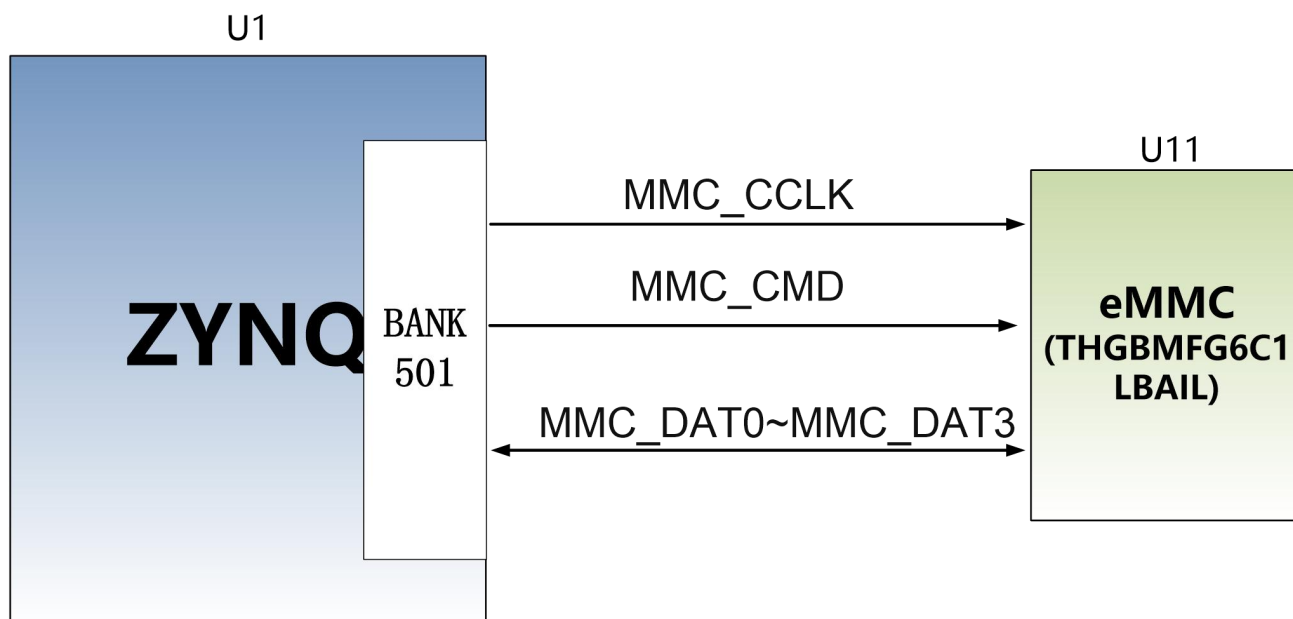 U1
U11
MMC_CCLK
MMC_CMD
ZYNQ
BANK
501
eMMC
(THGBMFG6C1
LBAIL)
MMC_DAT0~MMC_DAT3